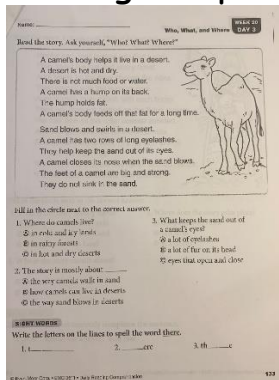 Name:
WEEK 10
Who, What, and Where
DAY 3
Read the story. Ask yourself, "Who? What? Where?"
A camel's body helps it live in a desert.
A desert is hot and dry.
There is not much food or water.
A camel has a hump on its back.
The hump holds fat.
A camel's body feeds off that fat for a long time.
Sand blows and swirls in a desert.
A camel has two rows of long eyelashes.
They help keep the sand out of its eyes.
A camel closes its nose when the sand blows.
The feet of a camel are big and strong.
They do not sink in the sand.
Fill in the circle next to the correct answer.
1. Where do camels live?
Ⓐ in cold and icy lands
Ⓑ in rainy forests
Ⓒ in hot and dry deserts
2. The story is mostly about ______
Ⓐ the way camels walk in sand
Ⓑ how camels can live in deserts
Ⓒ the way sand blows in deserts
3. What keeps the sand out of
a camel's eyes?
Ⓐ a lot of eyelashes
Ⓑ a lot of fur on its head
Ⓒ eyes that open and close
SIGHT WORDS
Write the letters on the lines to spell the word there.
1. t____ 2. ____ere 3. th____e